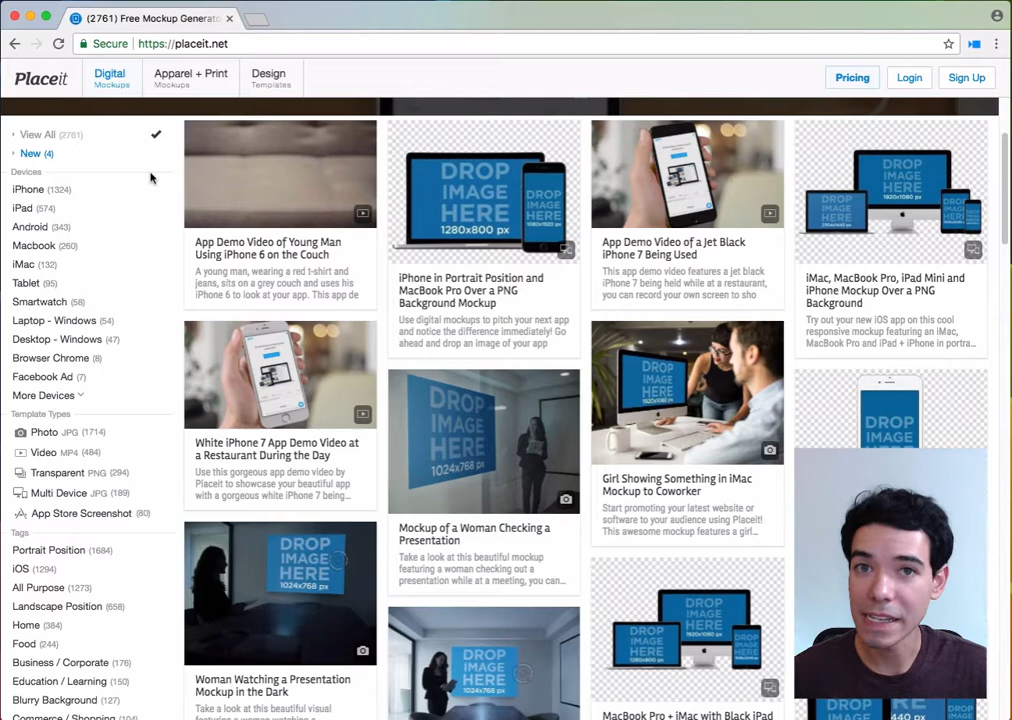 (2761) Free Mockup Generato
Secure
https://placeit.net
Placeit
Digital
Mockups
Apparel + Print
Mockups
Design
Templates
Pricing
Login
Sign Up
View All (2761)
New (4)
Devices
iPhone (1324)
iPad (574)
Android (343)
Macbook (260)
iMac (132)
Tablet (95)
Smartwatch (58)
Laptop - Windows (54)
Desktop - Windows (47)
Browser Chrome (8)
Facebook Ad (7)
More Devices
Template Types
Photo JPG (1714)
Video MP4 (484)
Transparent PNG (294)
Multi Device JPG (189)
App Store Screenshot (80)
Tags
Portrait Position (1684)
iOS (1294)
All Purpose (1273)
Landscape Position (658)
Home (384)
Food (244)
Business / Corporate (176)
Education / Learning (150)
Blurry Background (127)
Commerce / Shopping (104)
App Demo Video of Young Man
Using iPhone 6 on the Couch
A young man, wearing a red t-shirt and
jeans, sits on a grey couch and uses his
iPhone 6 to look at your app. This app de
White iPhone 7 App Demo Video at
a Restaurant During the Day
Use this gorgeous app demo video by
Placeit to showcase your beautiful app
with a gorgeous white iPhone 7 being...
DROP
IMAGE
HERE
1024x768 px
Woman Watching a Presentation
Mockup in the Dark
Take a look at this beautiful visual
DROP
IMAGE
HERE
1280x800 px
DROP
IMAGE
HERE
1080x1920 px
iPhone in Portrait Position and
MacBook Pro Over a PNG
Background Mockup
Use digital mockups to pitch your next
app and notice the difference immediately! Go
ahead and drop an image of your app
DROP
IMAGE
HERE
1024x768 px
Mockup of a Woman Checking a
Presentation
Take a look at this beautiful mockup
featuring a woman checking out a
presentation while at a meeting, you can...
DROP
IMAGE
HERE
1024x768 px
App Demo Video of a Jet Black
iPhone 7 Being Used
This app demo video features a jet black
iPhone 7 being held while at a restaurant,
you can record your own screen to sho
DROP
IMAGE
HERE
Girl Showing Something in iMac
Mockup to Coworker
Start promoting your latest website or
software to your audience using Placeit!
This awesome mockup features a girl...
DROP
IMAGE
HERE
1920x1080 px
DROP
IMAGE
HERE
1280x800 px
DROP
IMAGE
HERE
MacBook Pro + iMac with Black iPad
DROP
IMAGE
HERE
1920x1080 px
DROP
IMAGE
HERE
iMac, MacBook Pro, iPad Mini and
iPhone Mockup Over a PNG
Background
Try out your new iOS app on this cool
responsive mockup featuring an iMac,
MacBook Pro and iPad + iPhone in portra...
DROP
IMAGE
HERE
440 px